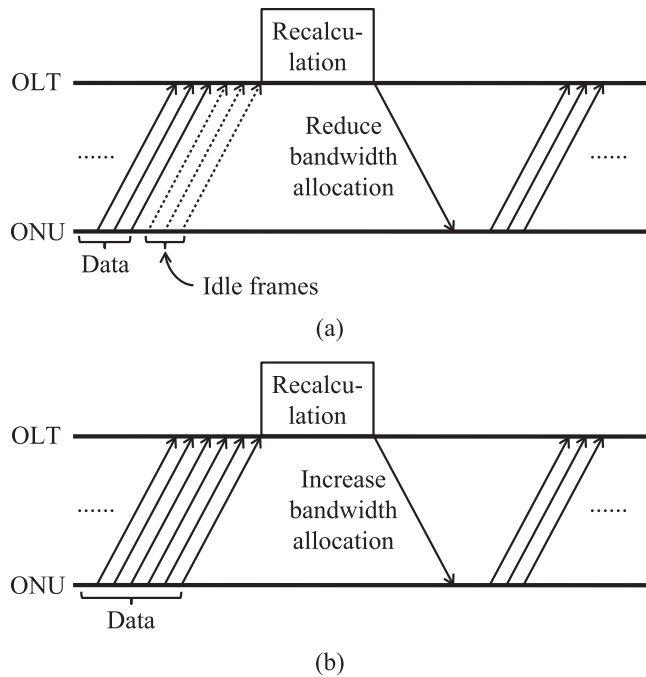 Recalcu-
lation
OLT
Reduce
bandwidth
allocation
...... ......
ONU
Data
Idle frames
(a)
Recalcu-
lation
OLT
Increase
bandwidth
allocation
...... ......
ONU
Data
(b)